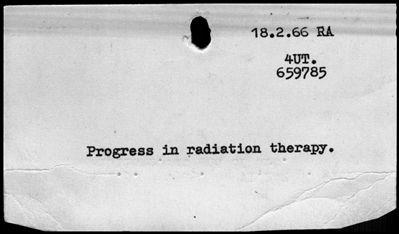 18.2.66 RA
4UT.
659785
Progress in radiation therapy.